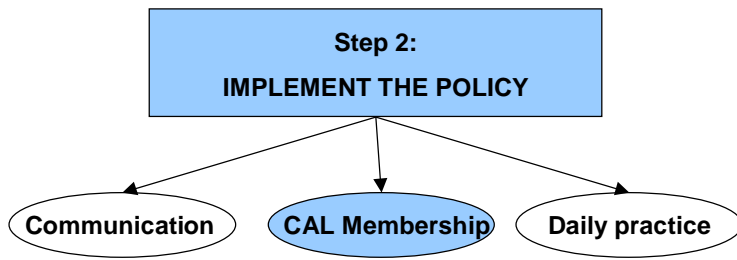 Step 2:
IMPLEMENT THE POLICY
Communication
CAL Membership
Daily practice